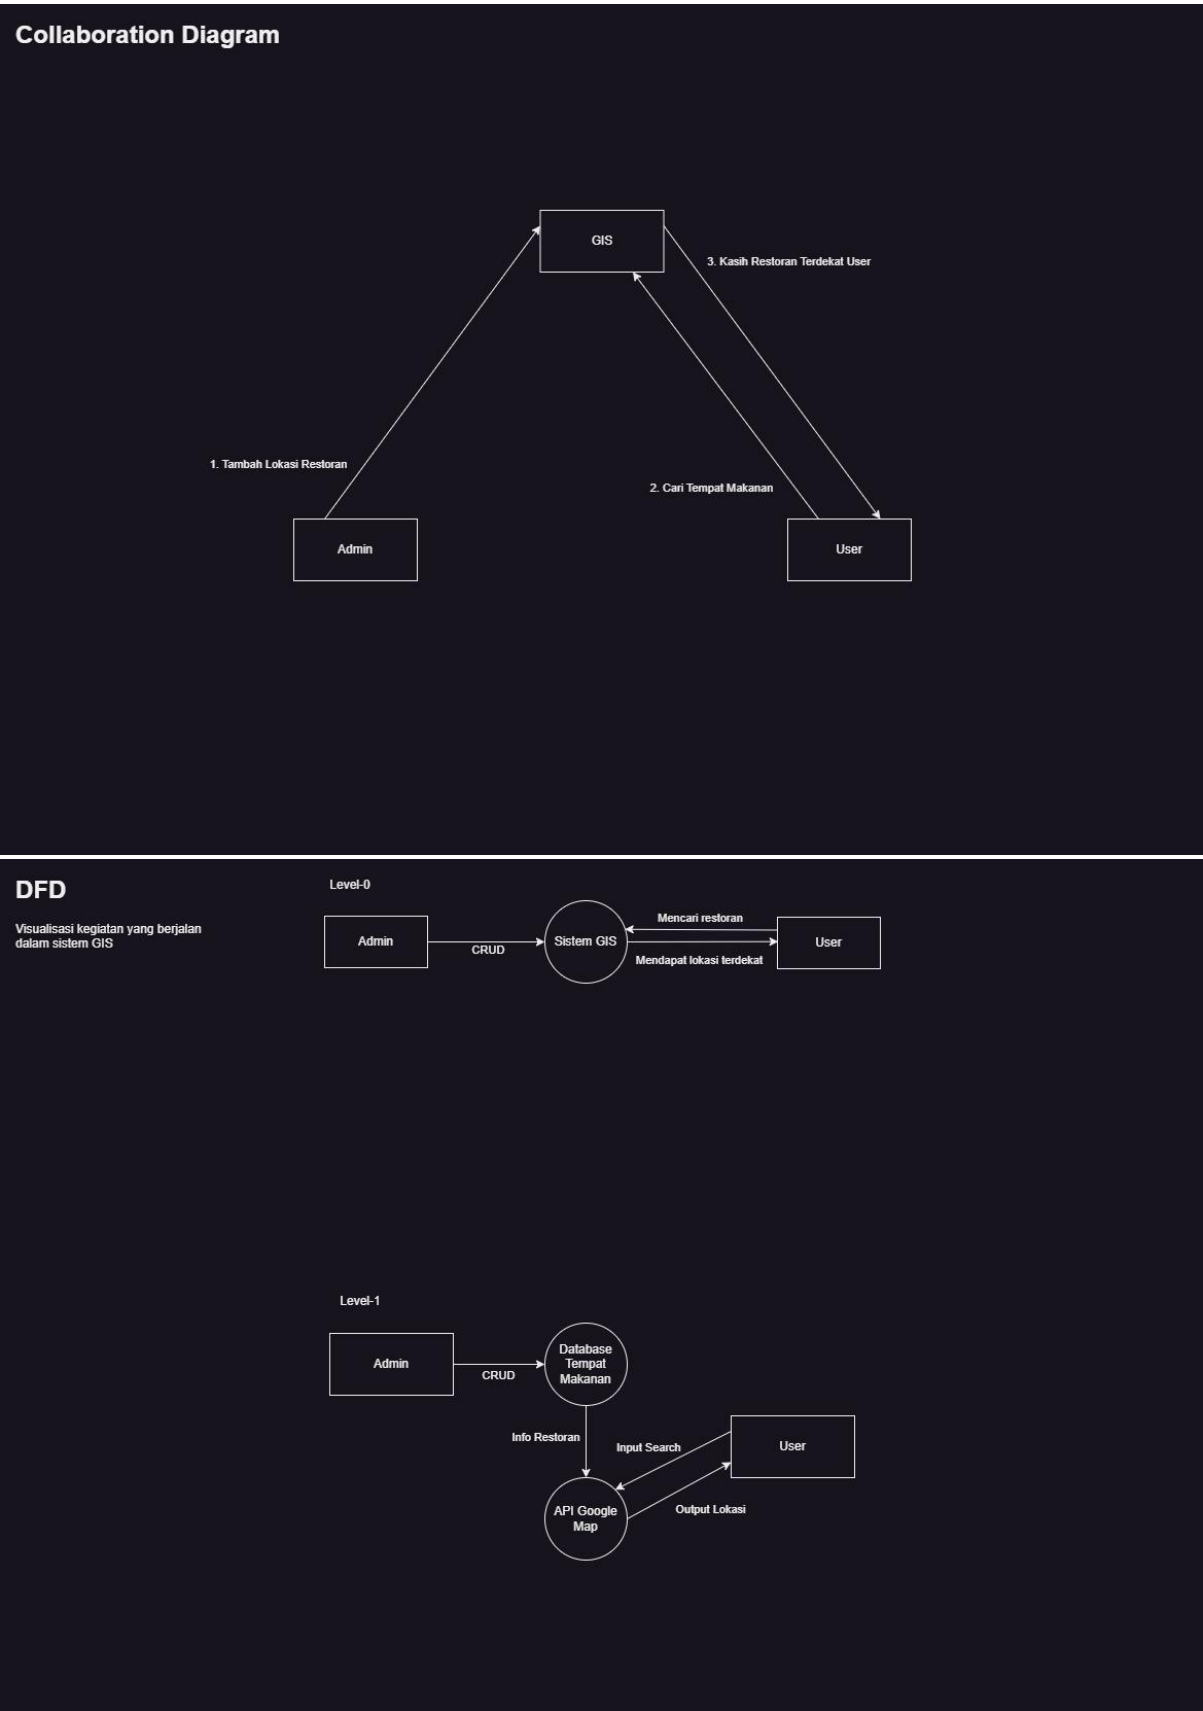 Collaboration Diagram
GIS
3. Kasih Restoran Terdekat User
1. Tambah Lokasi Restoran
2. Cari Tempat Makanan
Admin
User
DFD
Visualisasi kegiatan yang berjalan
dalam sistem GIS
Level-0
Admin
CRUD
Sistem GIS
Mencari restoran
Mendapat lokasi terdekat
User
Level-1
Admin
CRUD
Database
Tempat
Makanan
Info Restoran
Input Search
User
API Google
Map
Output Lokasi